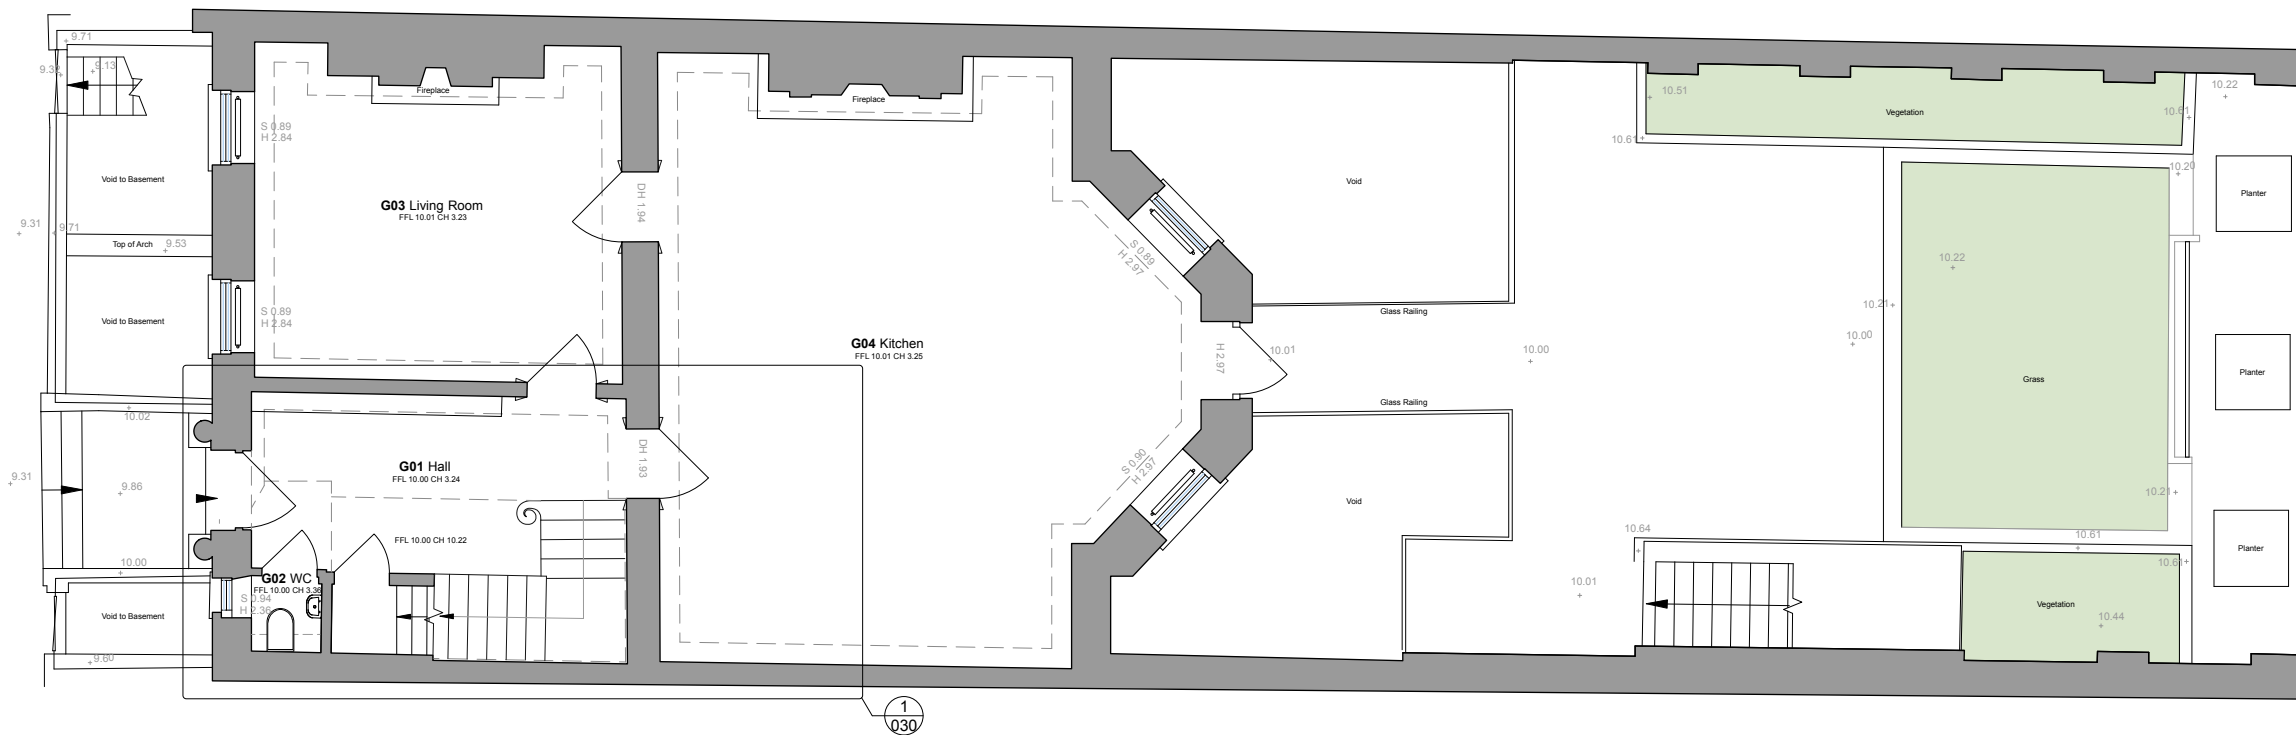 9.71
9.32
9.13
Void to Basement
9.31
9.71
Top of Arch
9.53
Void to Basement
10.02
9.31
9.86
10.00
Void to Basement
9.60
S 0.89
H 2.84
S 0.89
H 2.84
Fireplace
G03 Living Room
FFL 10.01 CH 3.23
DH 1.94
G01 Hall
FFL 10.00 CH 3.24
DH 1.93
FFL 10.00 CH 10.22
G02 WC
FFL 10.00 CH 3.36
S 0.94
H 2.36
Fireplace
G04 Kitchen
FFL 10.01 CH 3.25
S 0.89
H 2.97
H 2.97
S 0.90
H 2.97
1
030
Void
Glass Railing
10.01
10.00
10.00
Glass Railing
Void
10.51
10.61
Vegetation
10.61
10.22
10.20
Planter
10.22
10.21
Grass
Planter
10.21
10.64
10.61
10.61
Planter
10.01
Vegetation
10.44